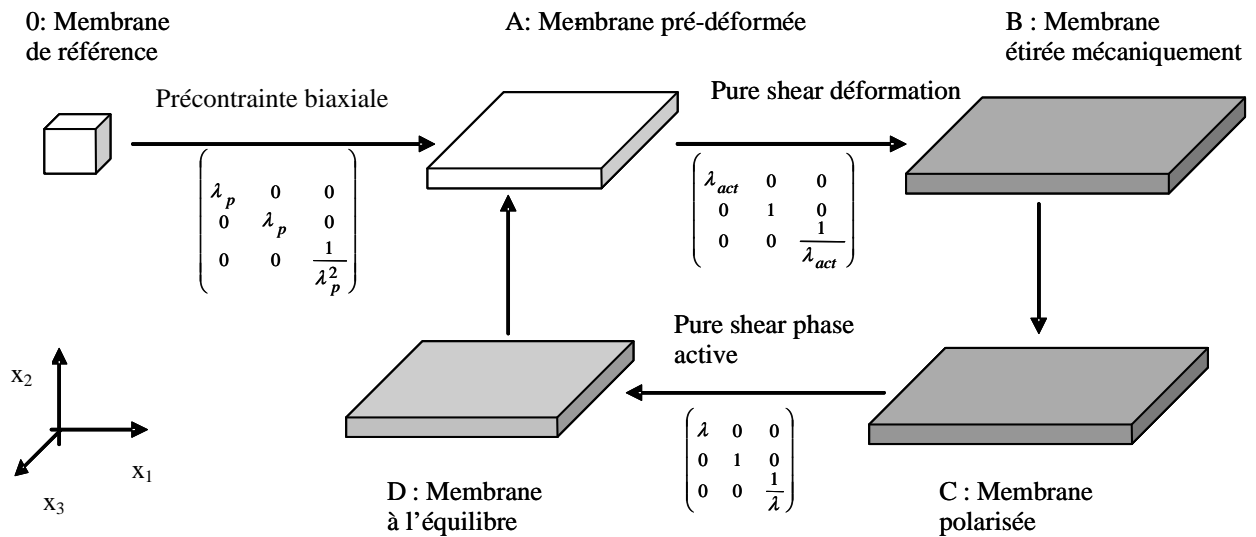 0: Membrane
de référence
A: Membrane pré-déformée
B : Membrane
étirée mécaniquement
Précontrainte biaxiale
Pure shear déformation
λp 0 0
0 λp 0
0 0 1/λp²
λact 0 0
0 1 0
0 0 1/λact
Pure shear phase
active
λ 0 0
0 1 0
0 0 1/λ
x2
x1
x3
D : Membrane
à l'équilibre
C : Membrane
polarisée